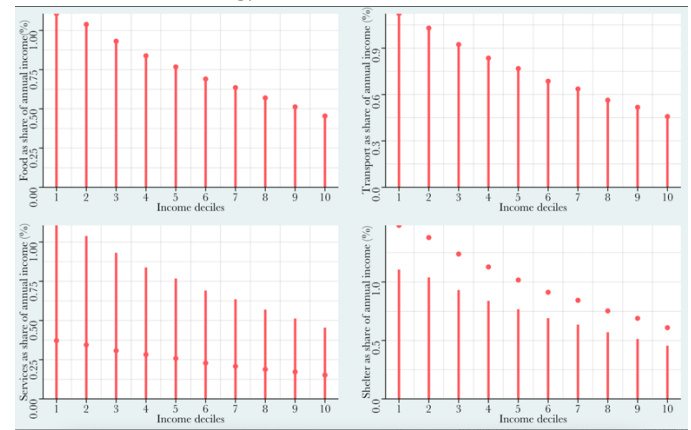 Food as share of annual income(%)
1.00
0.75
0.50
0.25
0.00
1 2 3 4 5 6 7 8 9 10
Income deciles
Transport as share of annual income (%)
0.9
0.6
0.3
0.0
1 2 3 4 5 6 7 8 9 10
Income deciles
Services as share of annual income (%)
1.00
0.75
0.50
0.25
0.00
1 2 3 4 5 6 7 8 9 10
Income deciles
Shelter as share of annual income (%)
1.0
0.5
0.0
1 2 3 4 5 6 7 8 9 10
Income deciles